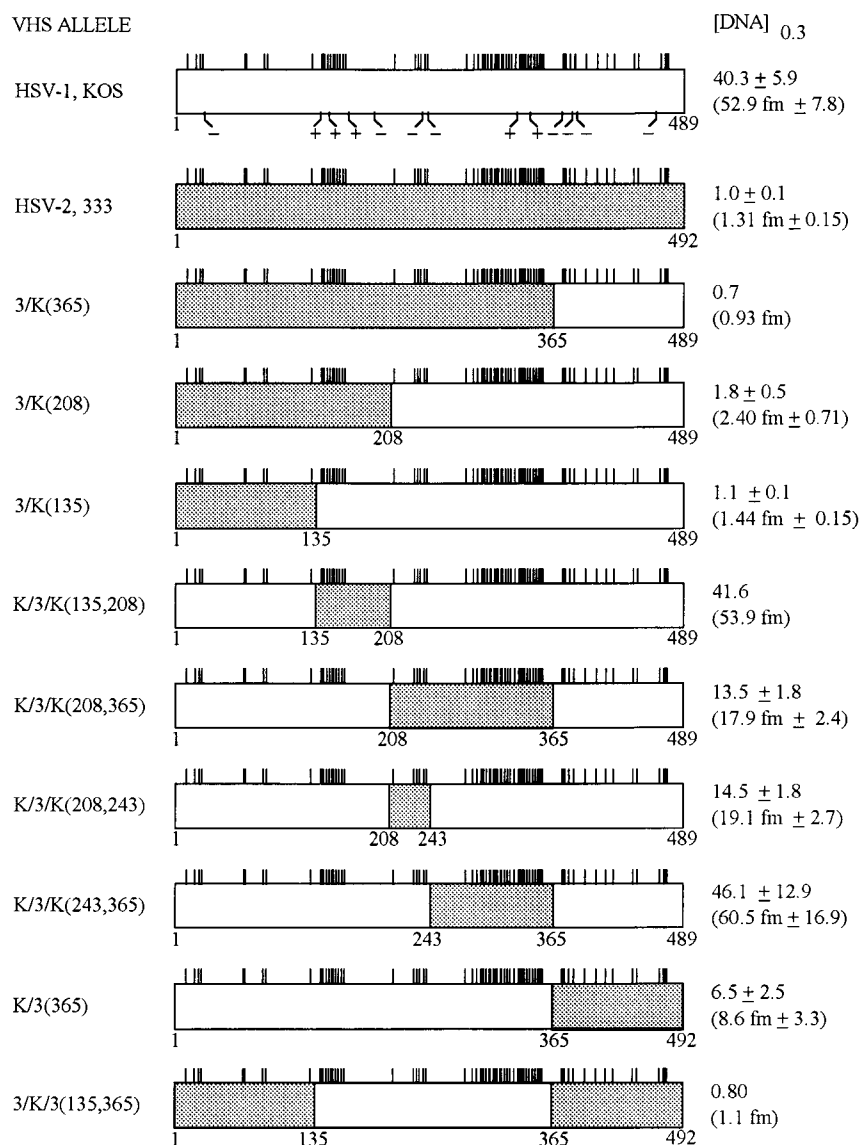 VHS ALLELE [DNA] 0.3
HSV-1, KOS
40.3 ± 5.9
(52.9 fm ± 7.8)
1 489
− + + + − − − + + − − − −
HSV-2, 333
1.0 ± 0.1
(1.31 fm ± 0.15)
1 492
3/K(365)
0.7
(0.93 fm)
1 365 489
3/K(208)
1.8 ± 0.5
(2.40 fm ± 0.71)
1 208 489
3/K(135)
1.1 ± 0.1
(1.44 fm ± 0.15)
1 135 489
K/3/K(135,208)
41.6
(53.9 fm)
1 135 208 489
K/3/K(208,365)
13.5 ± 1.8
(17.9 fm ± 2.4)
1 208 365 489
K/3/K(208,243)
14.5 ± 1.8
(19.1 fm ± 2.7)
1 208 243 489
K/3/K(243,365)
46.1 ± 12.9
(60.5 fm ± 16.9)
1 243 365 489
K/3(365)
6.5 ± 2.5
(8.6 fm ± 3.3)
1 365 492
3/K/3(135,365)
0.80
(1.1 fm)
1 135 365 492